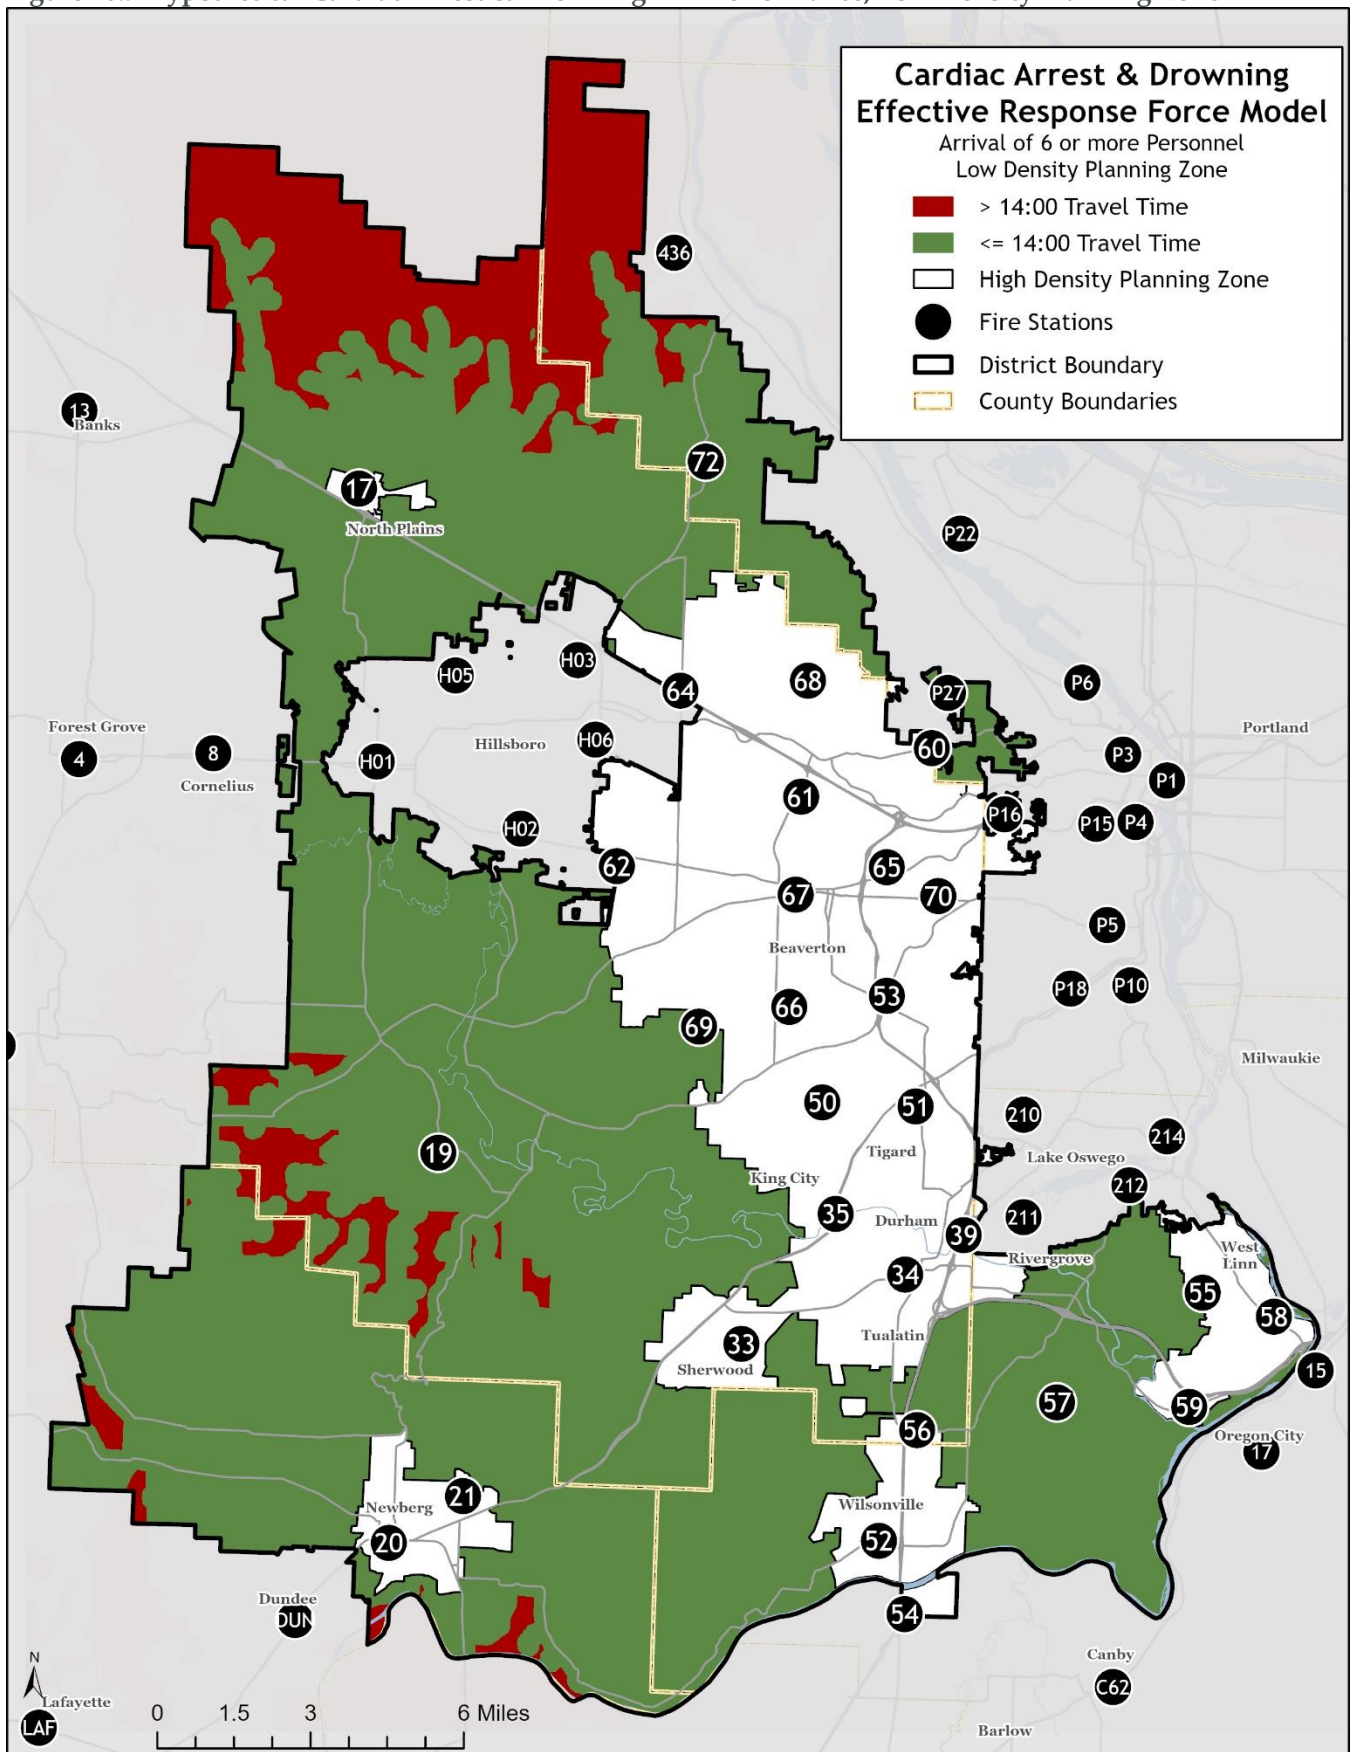 Cardiac Arrest & Drowning
Effective Response Force Model
Arrival of 6 or more Personnel
Low Density Planning Zone
> 14:00 Travel Time
<= 14:00 Travel Time
High Density Planning Zone
Fire Stations
District Boundary
County Boundaries
436
13
Banks
72
17
North Plains
P22
H05
H03
64
68
P27
P6
Forest Grove
4
8
Cornelius
H01
Hillsboro
H06
60
P3
Portland
P1
61
H02
P16
P15
P4
62
65
67
70
P5
Beaverton
66
53
P18
P10
69
Milwaukie
50
51
210
214
19
Tigard
Lake Oswego
King City
212
35
Durham
39
211
West
Linn
Rivergrove
34
55
58
33
Tualatin
Sherwood
15
57
59
56
Oregon City
17
21
Newberg
Wilsonville
20
52
Dundee
DUN
54
Canby
C62
N
Lafayette
LAF
Barlow
0 1.5 3 6 Miles